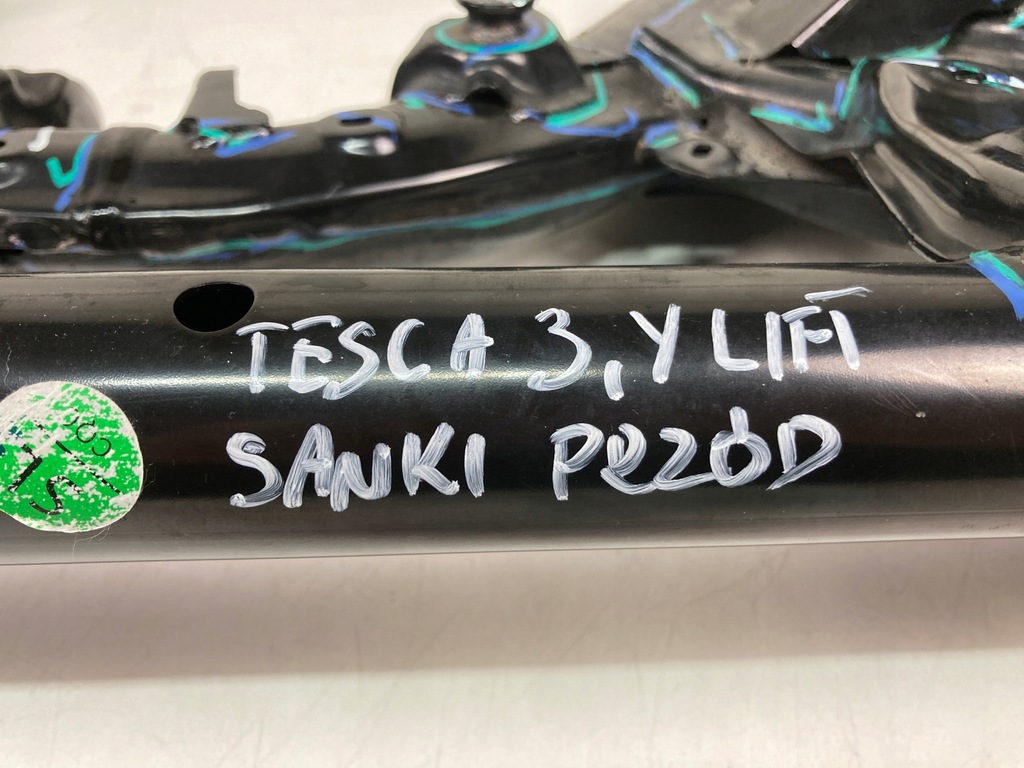 TESCA 3, Y LIFT
SANKI PRZÓD